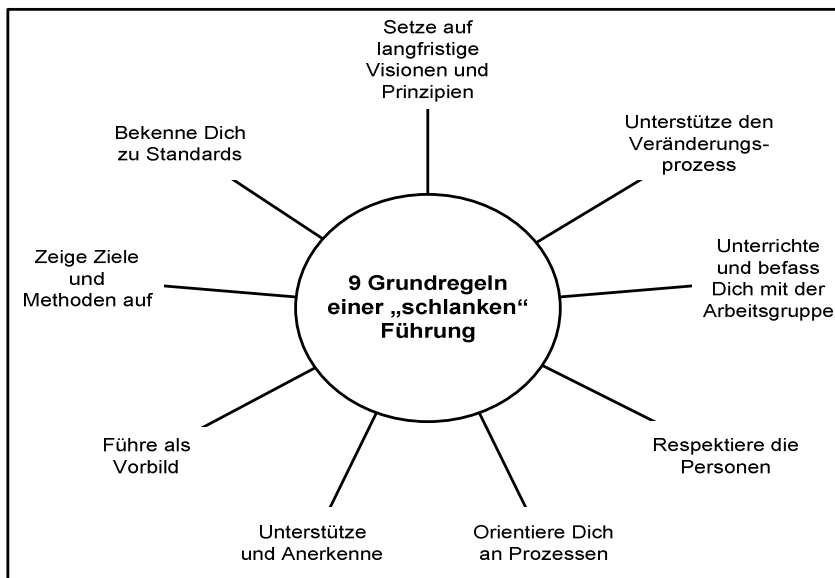 Setze auf
langfristige
Visionen und
Prinzipien
Unterstütze den
Veränderungs-
prozess
Unterrichte
und befass
Dich mit der
Arbeitsgruppe
Respektiere die
Personen
Orientiere Dich
an Prozessen
Unterstütze
und Anerkenne
Führe als
Vorbild
Zeige Ziele
und
Methoden auf
Bekenne Dich
zu Standards
9 Grundregeln
einer „schlanken“
Führung